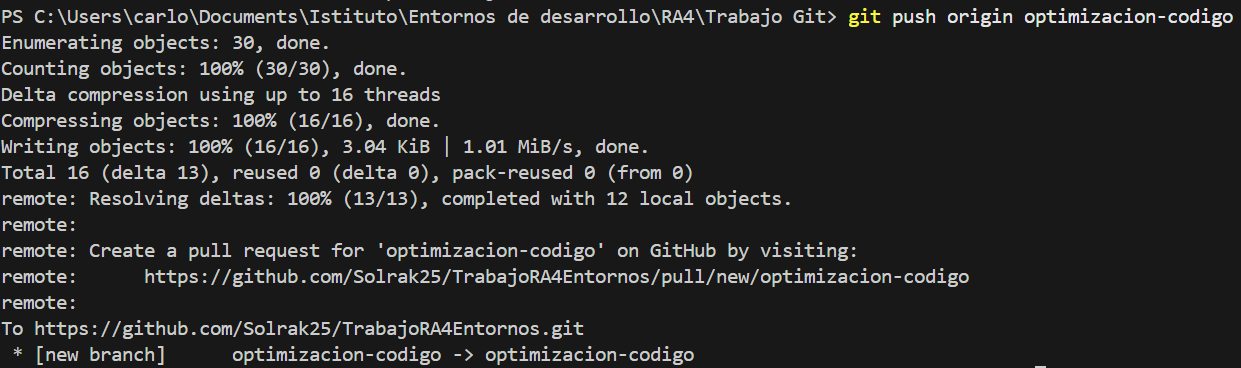 PS C:\Users\carlo\Documents\Istituto\Entornos de desarrollo\RA4\Trabajo Git> git push origin optimizacion-codigo
Enumerating objects: 30, done.
Counting objects: 100% (30/30), done.
Delta compression using up to 16 threads
Compressing objects: 100% (16/16), done.
Writing objects: 100% (16/16), 3.04 KiB | 1.01 MiB/s, done.
Total 16 (delta 13), reused 0 (delta 0), pack-reused 0 (from 0)
remote: Resolving deltas: 100% (13/13), completed with 12 local objects.
remote:
remote: Create a pull request for 'optimizacion-codigo' on GitHub by visiting:
remote:      https://github.com/Solrak25/TrabajoRA4Entornos/pull/new/optimizacion-codigo
remote:
To https://github.com/Solrak25/TrabajoRA4Entornos.git
 * [new branch]      optimizacion-codigo -> optimizacion-codigo